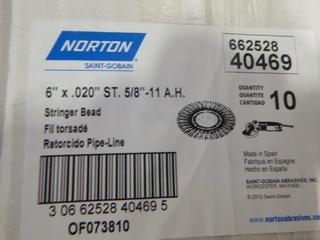 NORTON
SAINT-GOBAIN
662528
40469
6" x .020" ST. 5/8"-11 A.H.
QUANTITY
QUANTITE
CANTIDAD
10
Stringer Bead
Fil torsadé
Retorcido Pipe-Line
Made in Spain
Fabriqué en Espagne
Hecho en España
SAINT-GOBAIN ABRASIVES, INC.
WORCESTER, MA 01606
© 2012 Saint-Gobain
3 06 62528 40469 5
OF073810
www.nortonabrasives.com